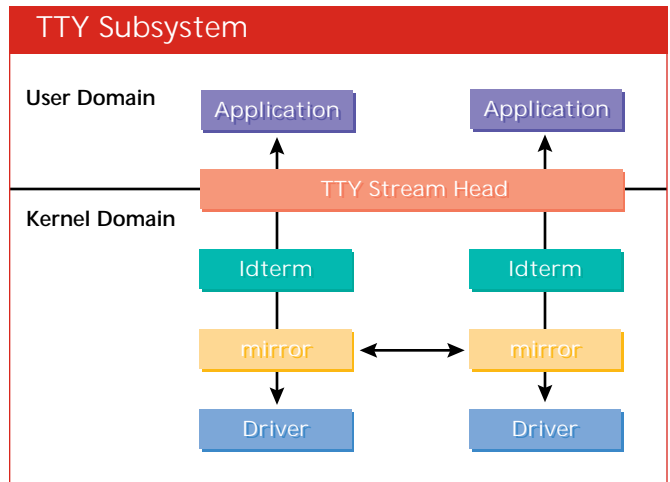 TTY Subsystem
User Domain
Application
Application
TTY Stream Head
Kernel Domain
ldterm
ldterm
mirror
mirror
Driver
Driver